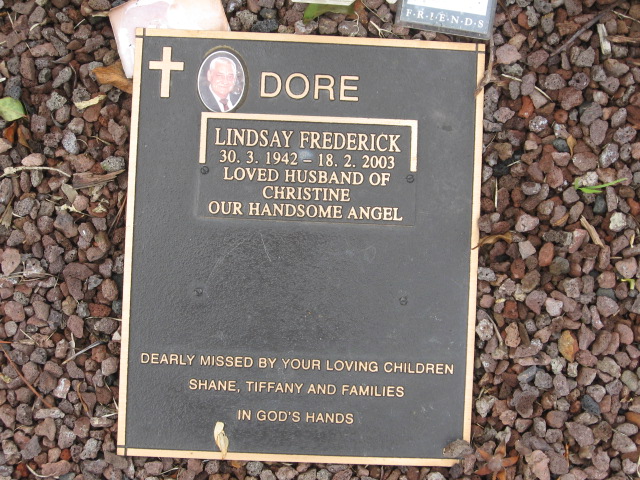 F·R·I·E·N·D·S
DORE
LINDSAY FREDERICK
30. 3. 1942 – 18. 2. 2003
LOVED HUSBAND OF
CHRISTINE
OUR HANDSOME ANGEL
DEARLY MISSED BY YOUR LOVING CHILDREN
SHANE, TIFFANY AND FAMILIES
IN GOD'S HANDS